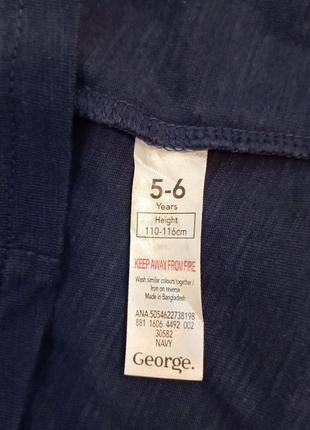 5-6
Years
Height
110-116cm
KEEP AWAY FROM FIRE
Wash similar colours/together/
Iron on reverse
Made in Bangladesh
ANA 5054622738198
881 1606 4492 002
30582
NAVY
George.